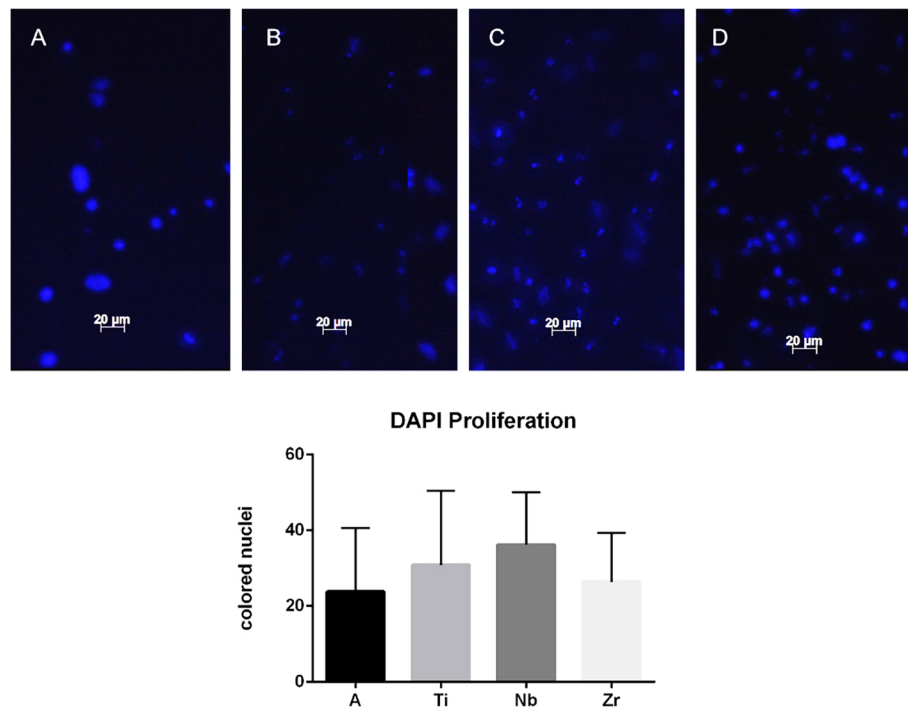 A B C D
20 µm 20 µm 20 µm 20 µm
DAPI Proliferation
60
40
20
0
colored nuclei
A Ti Nb Zr